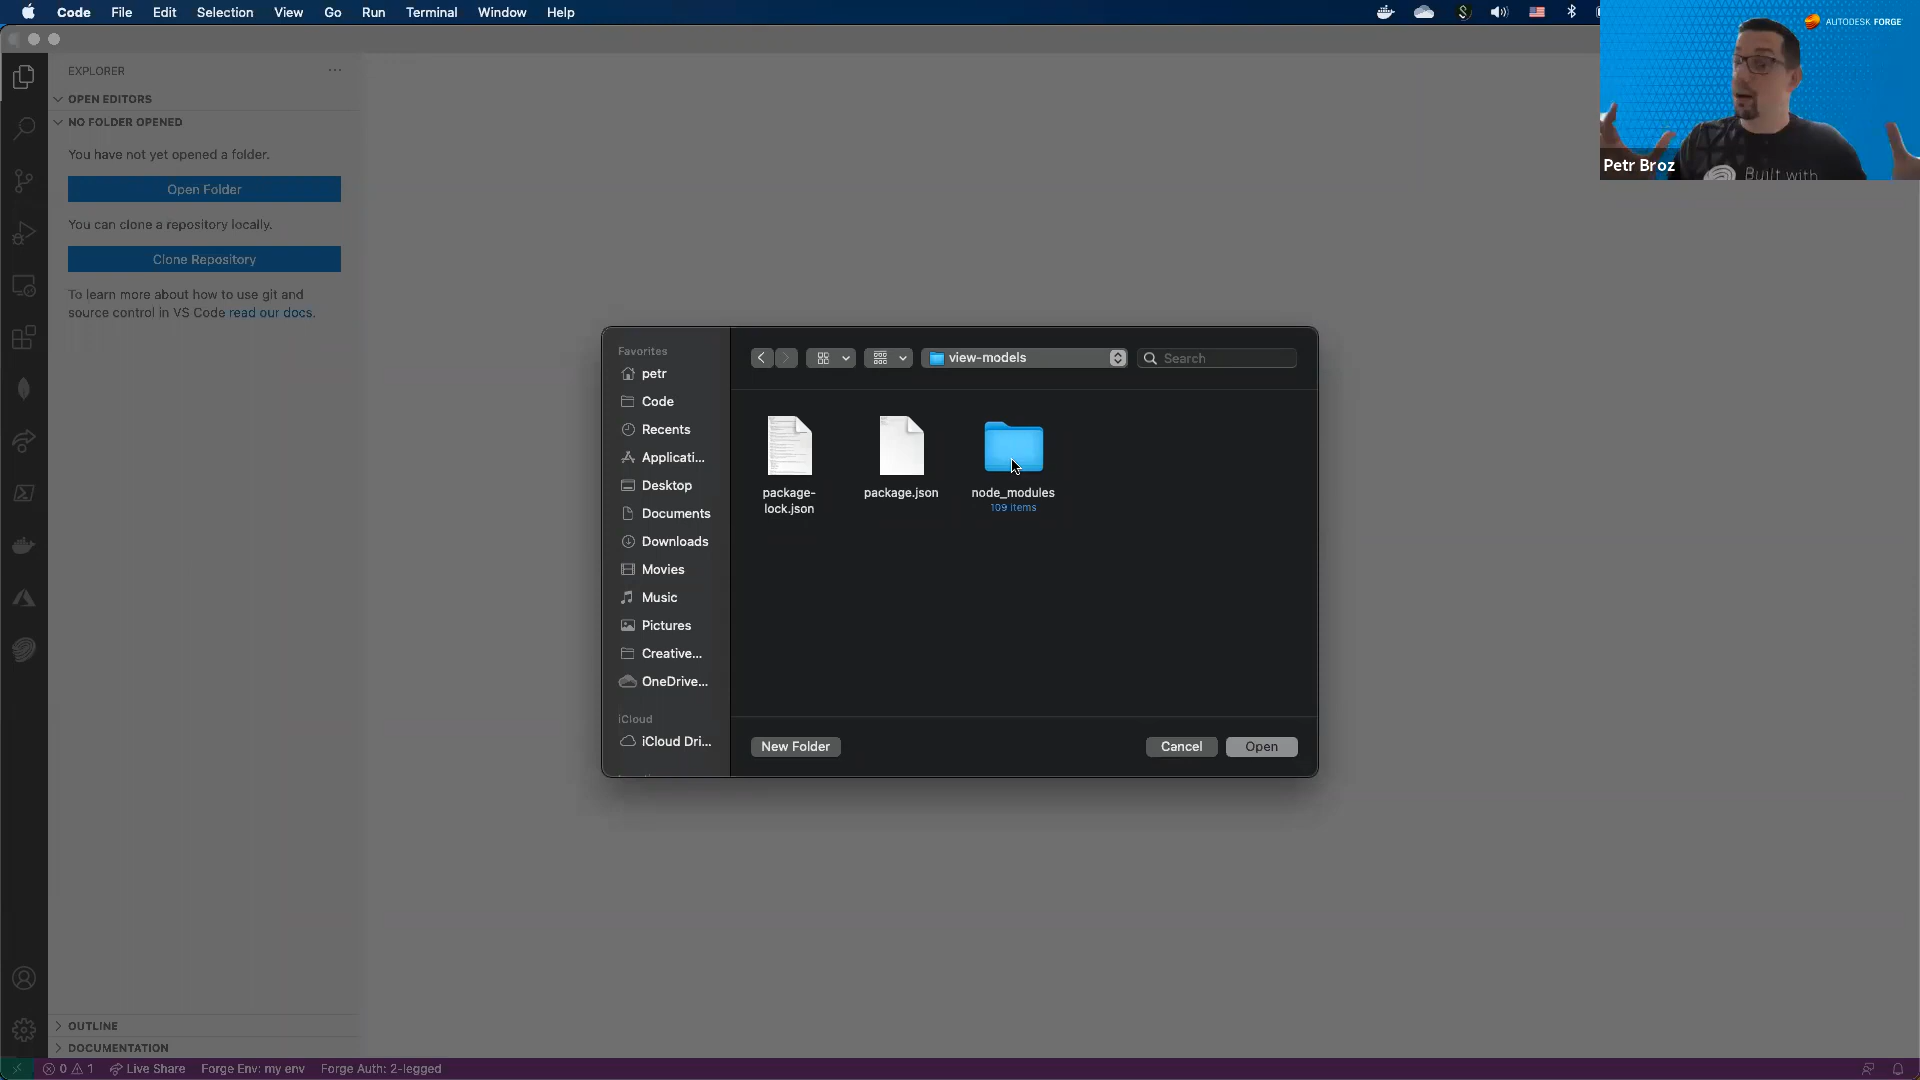 Code File Edit Selection View Go Run Terminal Window Help
AUTODESK FORGE
Petr Broz
Built with
EXPLORER
OPEN EDITORS
NO FOLDER OPENED
You have not yet opened a folder.
Open Folder
You can clone a repository locally.
Clone Repository
To learn more about how to use git and
source control in VS Code read our docs.
OUTLINE
DOCUMENTATION
Favorites
petr
Code
Recents
Applicati...
Desktop
Documents
Downloads
Movies
Music
Pictures
Creative...
OneDrive...
iCloud
iCloud Dri...
view-models
Search
package-
lock.json
package.json
node_modules
109 items
New Folder
Cancel
Open
0 1 Live Share Forge Env: my env Forge Auth: 2-legged